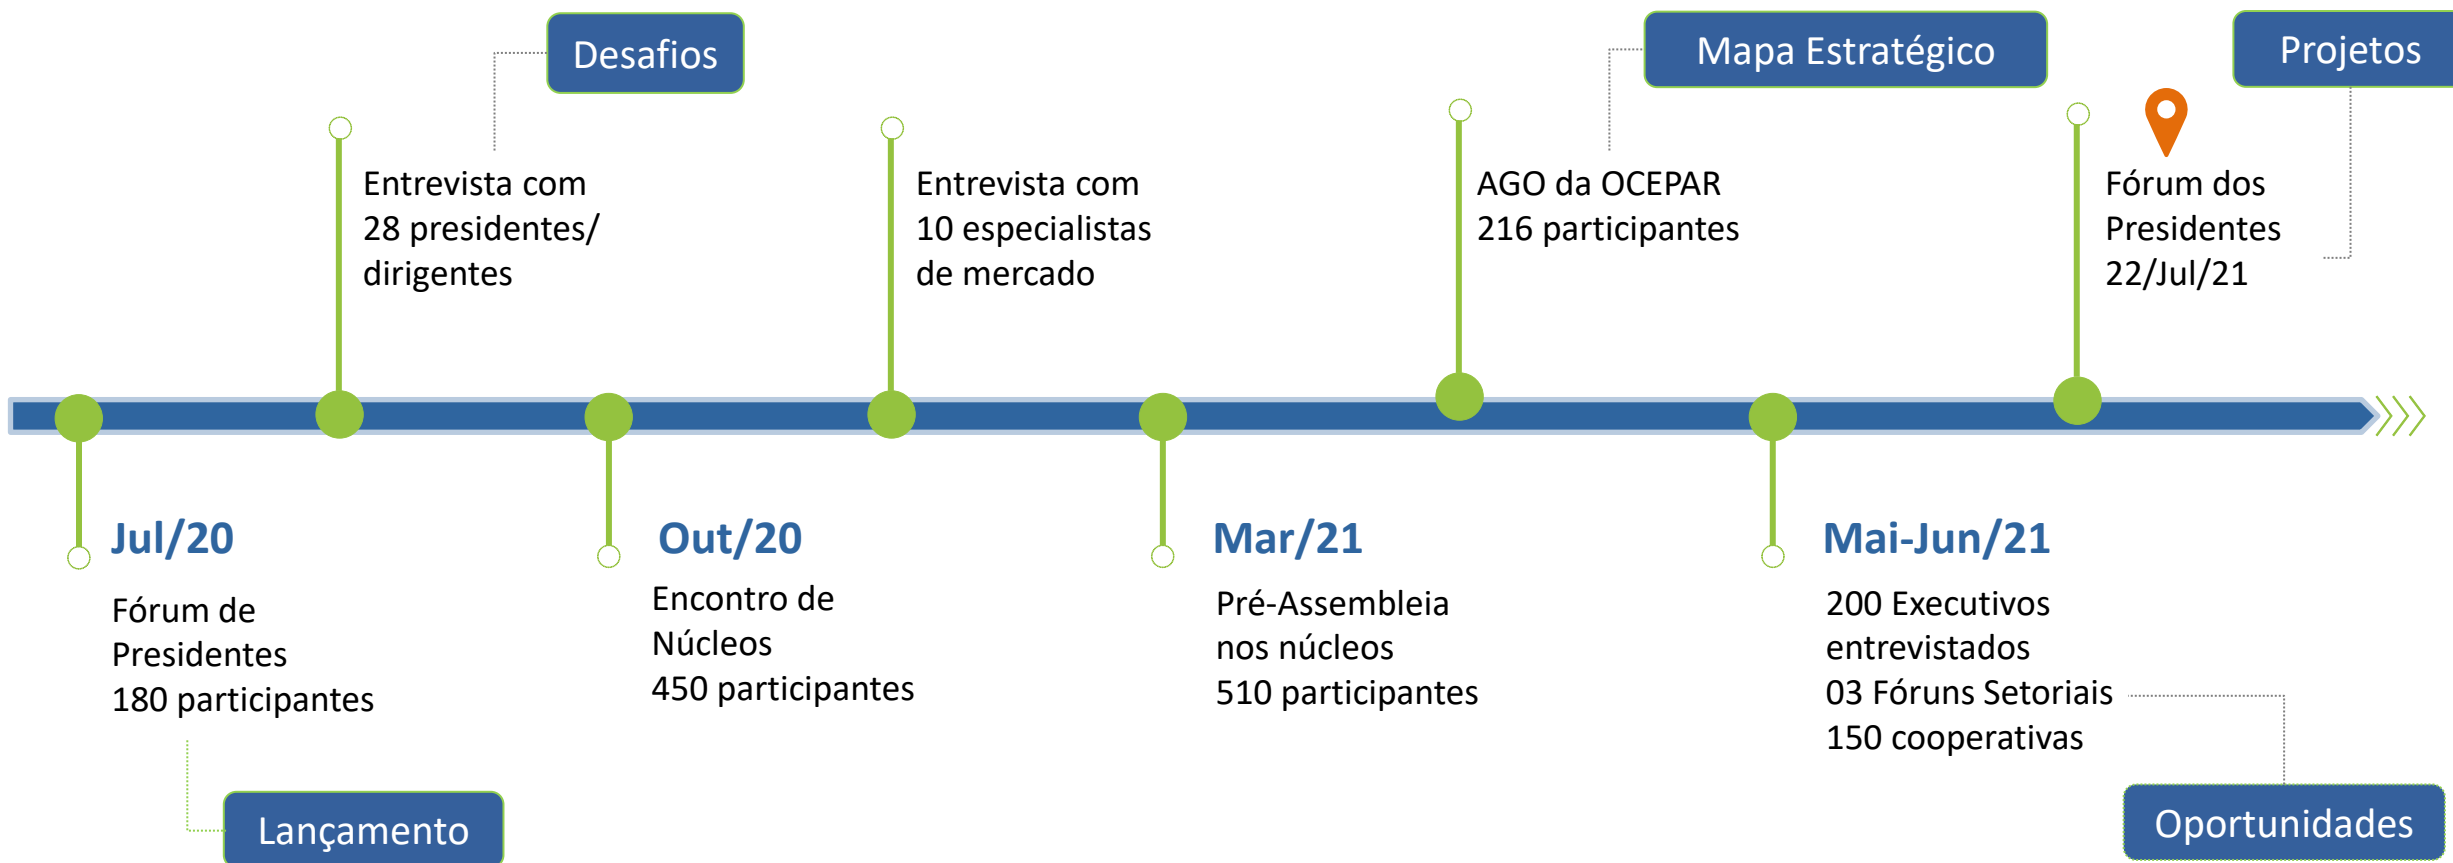 Desafios
Mapa Estratégico
Projetos
Entrevista com
28 presidentes/
dirigentes
Entrevista com
10 especialistas
de mercado
AGO da OCEPAR
216 participantes
Fórum dos
Presidentes
22/Jul/21
Jul/20
Fórum de
Presidentes
180 participantes
Lançamento
Out/20
Encontro de
Núcleos
450 participantes
Mar/21
Pré-Assembleia
nos núcleos
510 participantes
Mai-Jun/21
200 Executivos
entrevistados
03 Fóruns Setoriais
150 cooperativas
Oportunidades